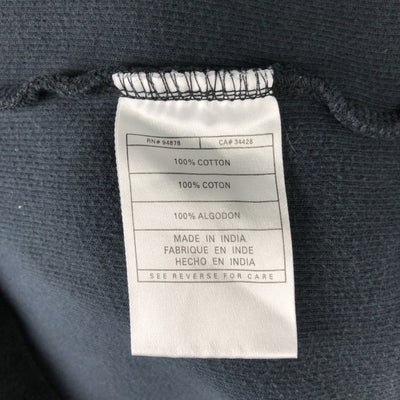 RN# 94878 CA# 34428
100% COTTON
100% COTON
100% ALGODON
MADE IN INDIA
FABRIQUE EN INDE
HECHO EN INDIA
SEE REVERSE FOR CARE